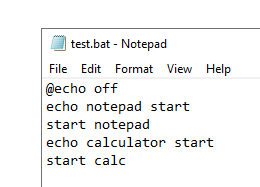 test.bat - Notepad
File Edit Format View Help
@echo off
echo notepad start
start notepad
echo calculator start
start calc